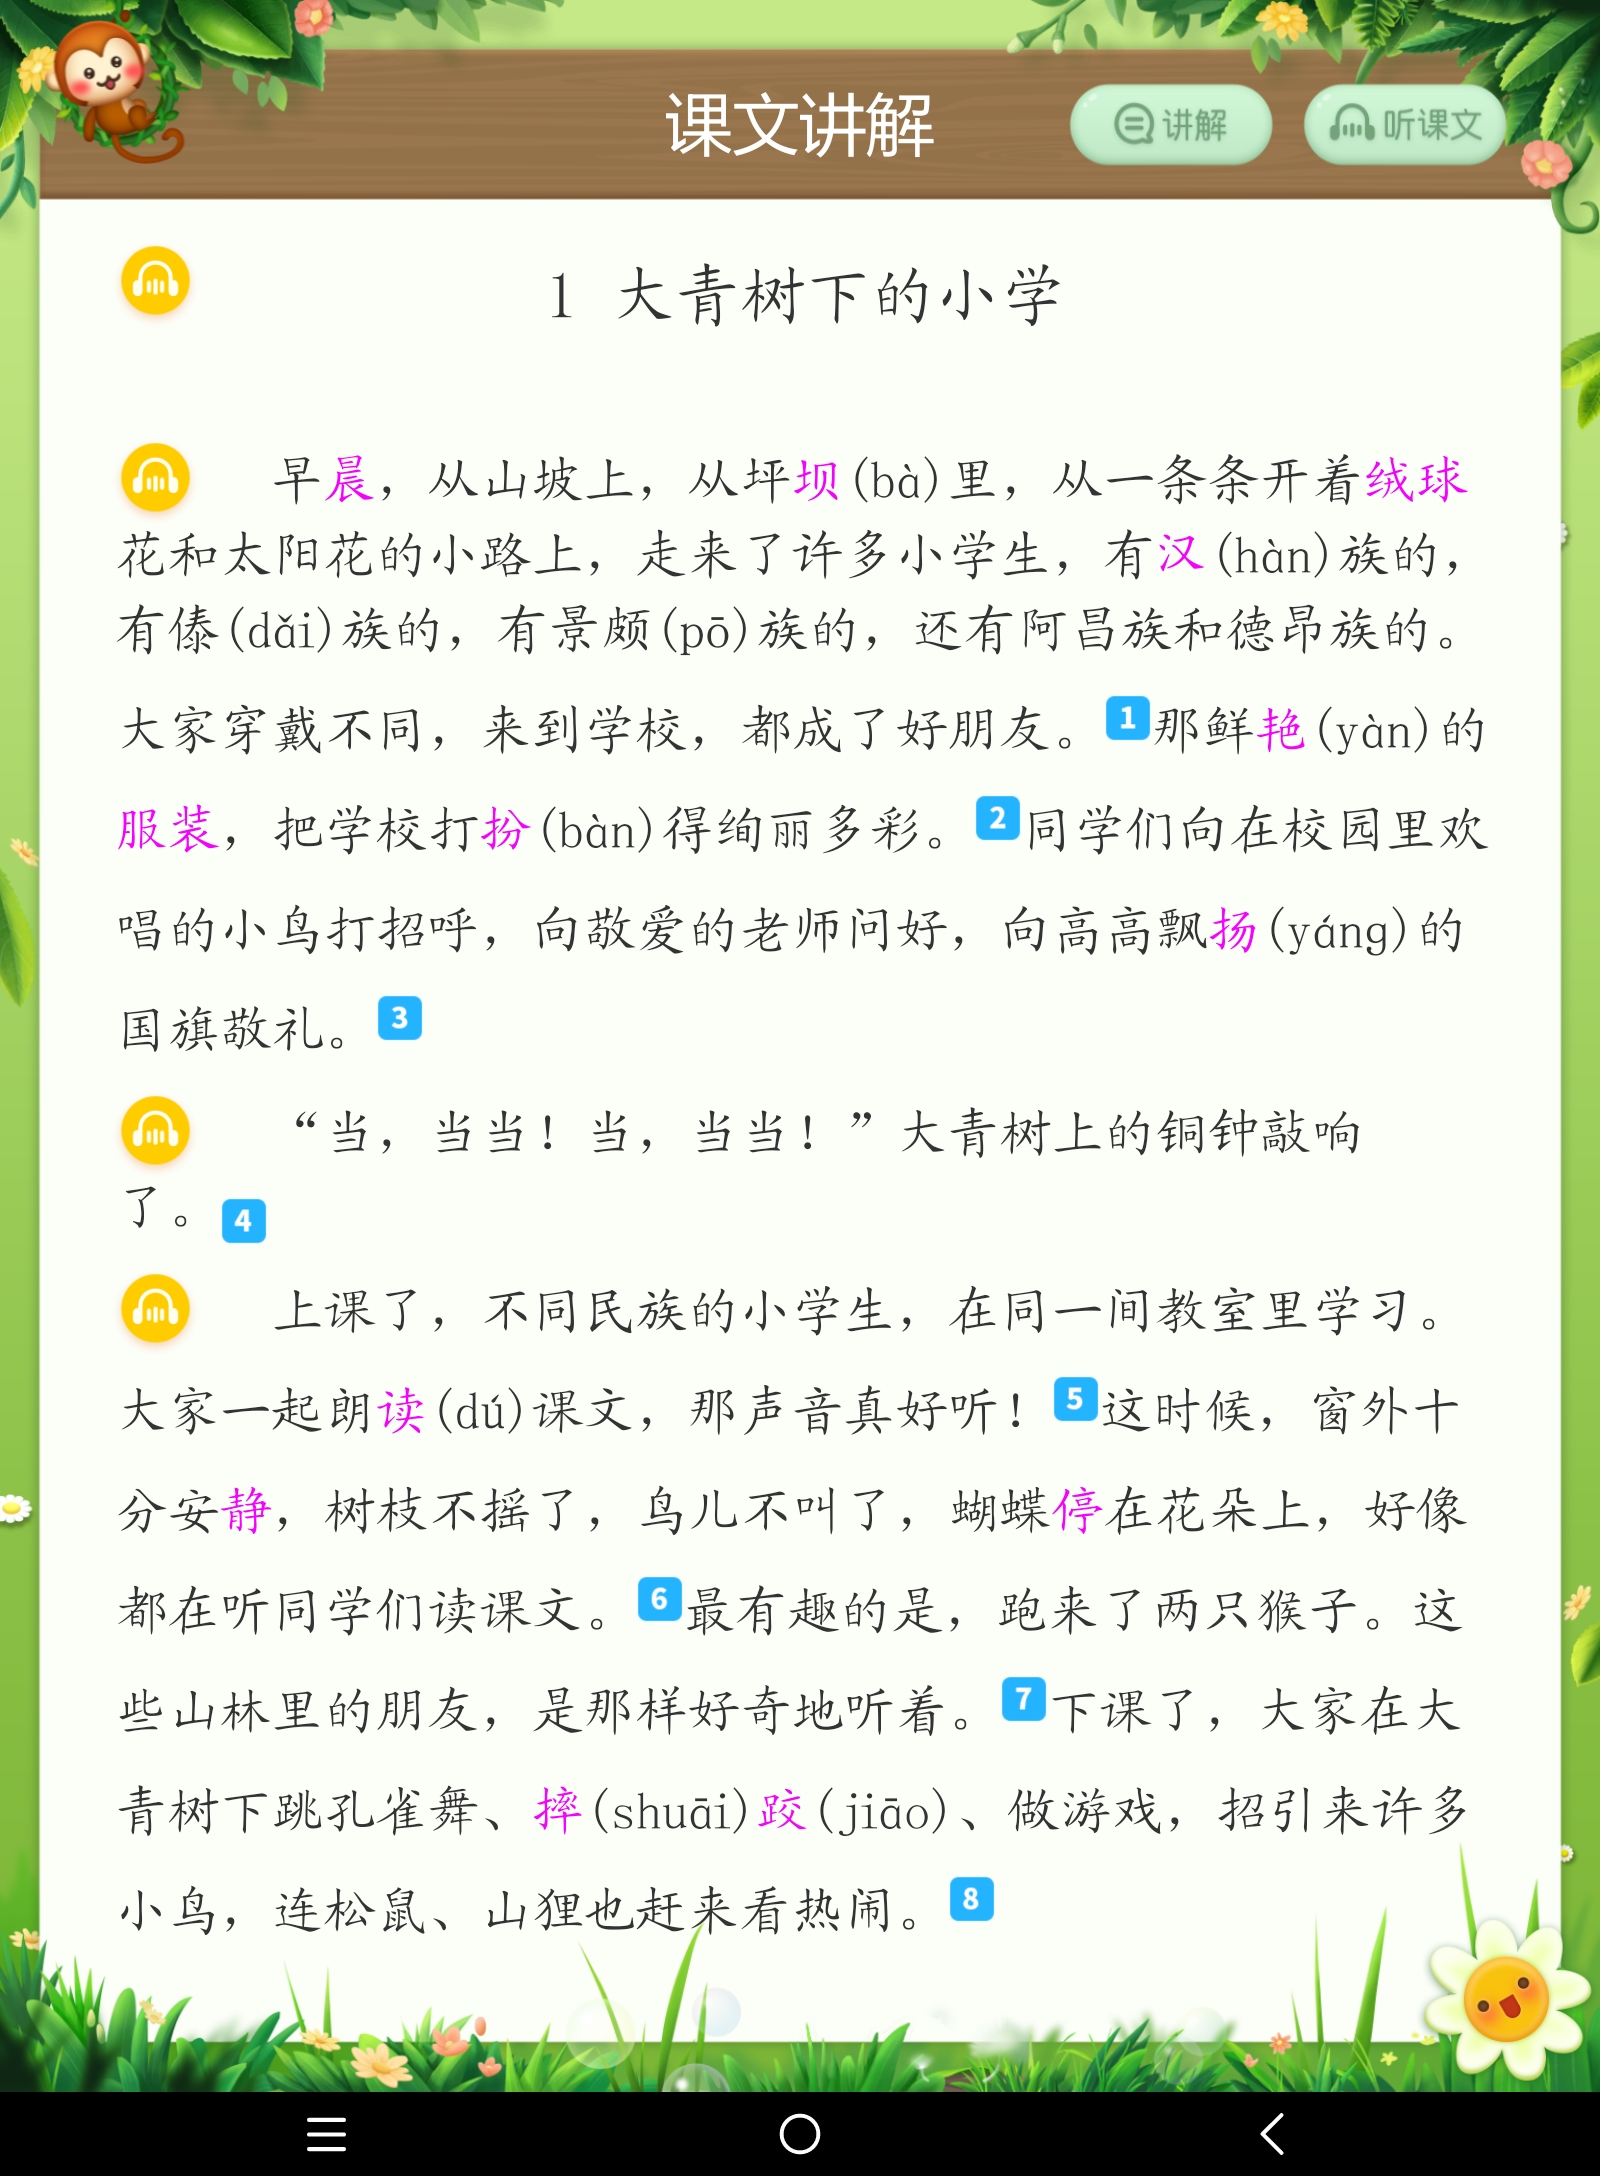 课文讲解
讲解
听课文
1 大青树下的小学
早晨，从山坡上，从坪坝(bà)里，从一条条开着绒球
花和太阳花的小路上，走来了许多小学生，有汉(hàn)族的，
有傣(dǎi)族的，有景颇(pō)族的，还有阿昌族和德昂族的。
大家穿戴不同，来到学校，都成了好朋友。1那鲜艳(yàn)的
服装，把学校打扮(bàn)得绚丽多彩。2同学们向在校园里欢
唱的小鸟打招呼，向敬爱的老师问好，向高高飘扬(yáng)的
国旗敬礼。3
“当，当当！当，当当！”大青树上的铜钟敲响
了。4
上课了，不同民族的小学生，在同一间教室里学习。
大家一起朗读(dú)课文，那声音真好听！5这时候，窗外十
分安静，树枝不摇了，鸟儿不叫了，蝴蝶停在花朵上，好像
都在听同学们读课文。6最有趣的是，跑来了两只猴子。这
些山林里的朋友，是那样好奇地听着。7下课了，大家在大
青树下跳孔雀舞、摔(shuāi)跤(jiāo)、做游戏，招引来许多
小鸟，连松鼠、山狸也赶来看热闹。8